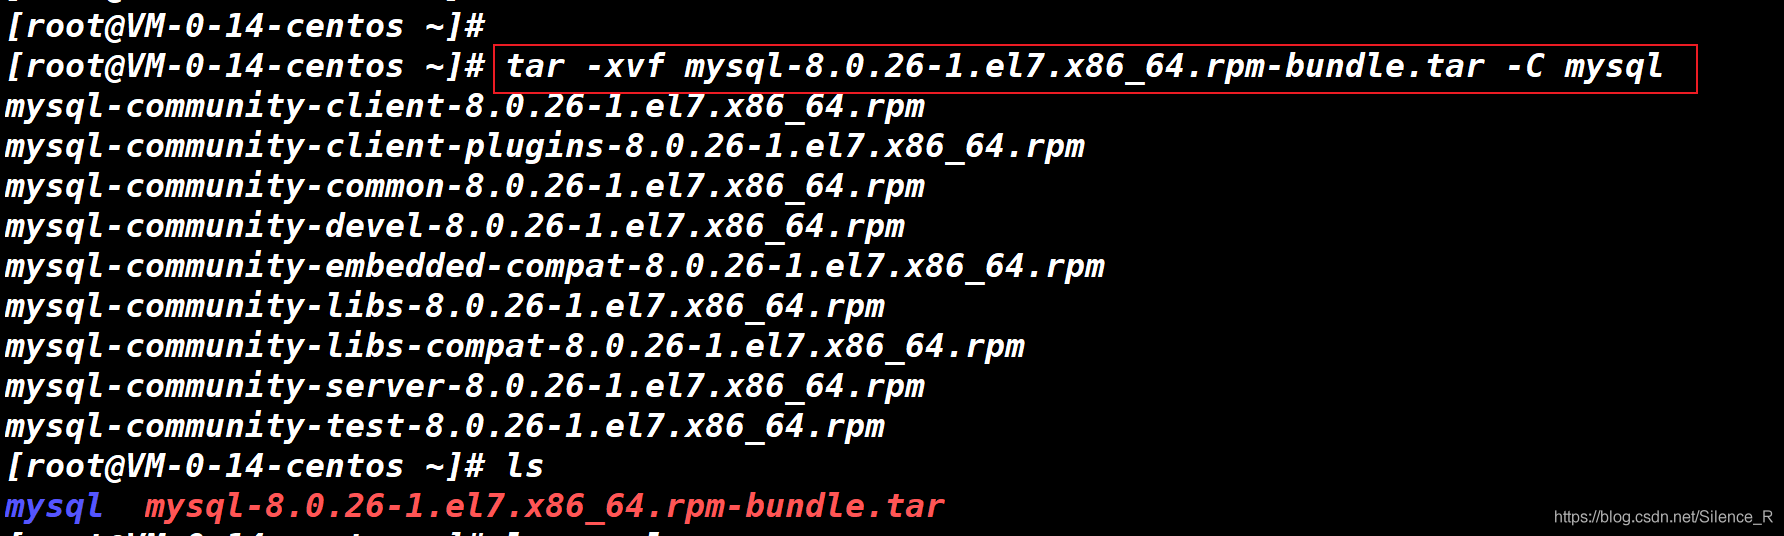 [root@VM-0-14-centos ~]#
[root@VM-0-14-centos ~]# tar -xvf mysql-8.0.26-1.el7.x86_64.rpm-bundle.tar -C mysql
mysql-community-client-8.0.26-1.el7.x86_64.rpm
mysql-community-client-plugins-8.0.26-1.el7.x86_64.rpm
mysql-community-common-8.0.26-1.el7.x86_64.rpm
mysql-community-devel-8.0.26-1.el7.x86_64.rpm
mysql-community-embedded-compat-8.0.26-1.el7.x86_64.rpm
mysql-community-libs-8.0.26-1.el7.x86_64.rpm
mysql-community-libs-compat-8.0.26-1.el7.x86_64.rpm
mysql-community-server-8.0.26-1.el7.x86_64.rpm
mysql-community-test-8.0.26-1.el7.x86_64.rpm
[root@VM-0-14-centos ~]# ls
mysql  mysql-8.0.26-1.el7.x86_64.rpm-bundle.tar
https://blog.csdn.net/Silence_R